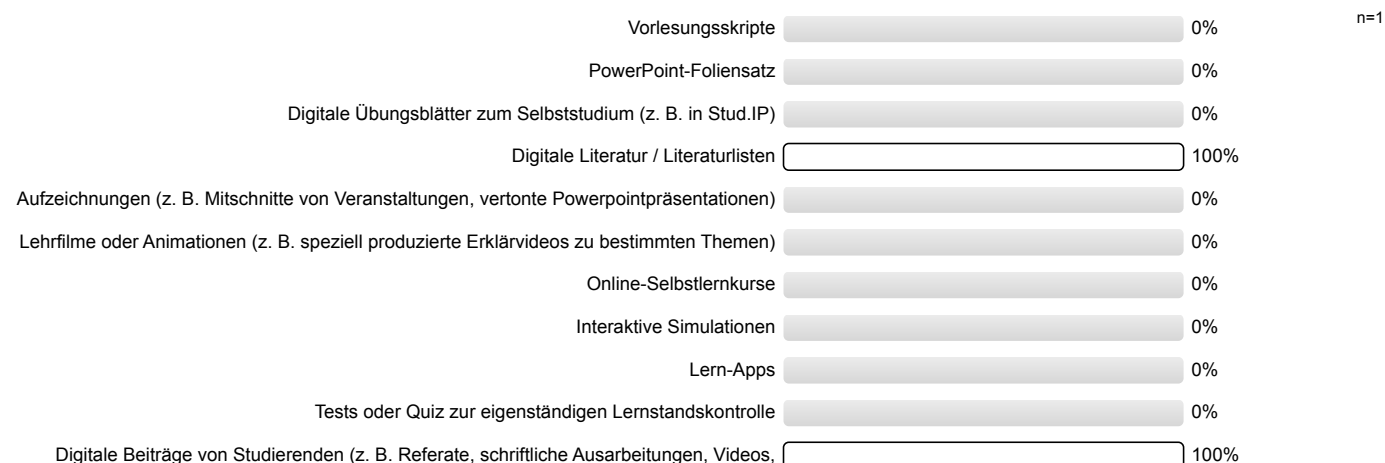 n=1
Vorlesungsskripte 0%
PowerPoint-Foliensatz 0%
Digitale Übungsblätter zum Selbststudium (z. B. in Stud.IP) 0%
Digitale Literatur / Literaturlisten 100%
Aufzeichnungen (z. B. Mitschnitte von Veranstaltungen, vertonte Powerpointpräsentationen) 0%
Lehrfilme oder Animationen (z. B. speziell produzierte Erklärvideos zu bestimmten Themen) 0%
Online-Selbstlernkurse 0%
Interaktive Simulationen 0%
Lern-Apps 0%
Tests oder Quiz zur eigenständigen Lernstandskontrolle 0%
Digitale Beiträge von Studierenden (z. B. Referate, schriftliche Ausarbeitungen, Videos, 100%